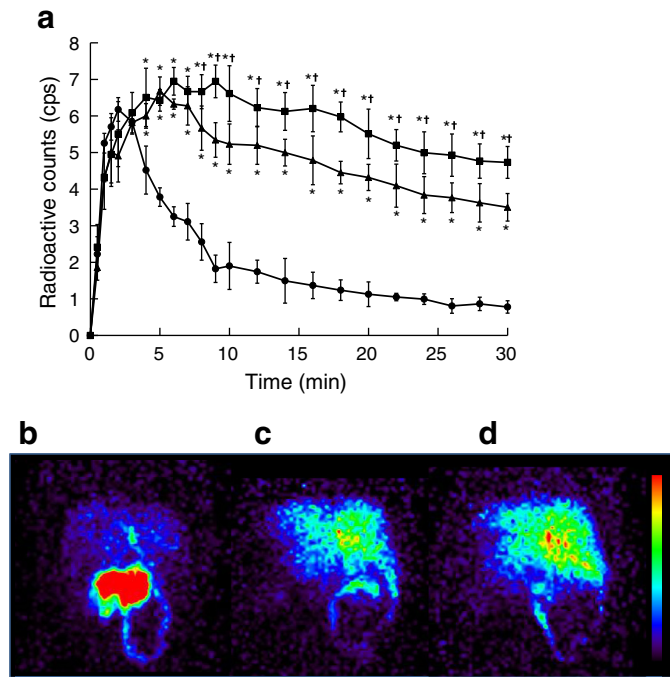 a
Radioactive counts (cps)
8
7
6
5
4
3
2
1
0
* * * * *† *† *† *† *† *† *† *† *† *† *† *† *†
* * * * * * * * * * * * * * * *
0 5 10 15 20 25 30
Time (min)
b c d